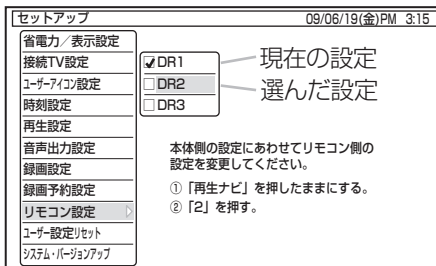 セットアップ 09/06/19(金)PM 3:15
省電力／表示設定
接続TV設定
ユーザーアイコン設定
時刻設定
再生設定
音声出力設定
録画設定
録画予約設定
リモコン設定
ユーザー設定リセット
システム・バージョンアップ
DR1
DR2
DR3
現在の設定
選んだ設定
本体側の設定にあわせてリモコン側の
設定を変更してください。
①「再生ナビ」を押したままにする。
②「2」を押す。